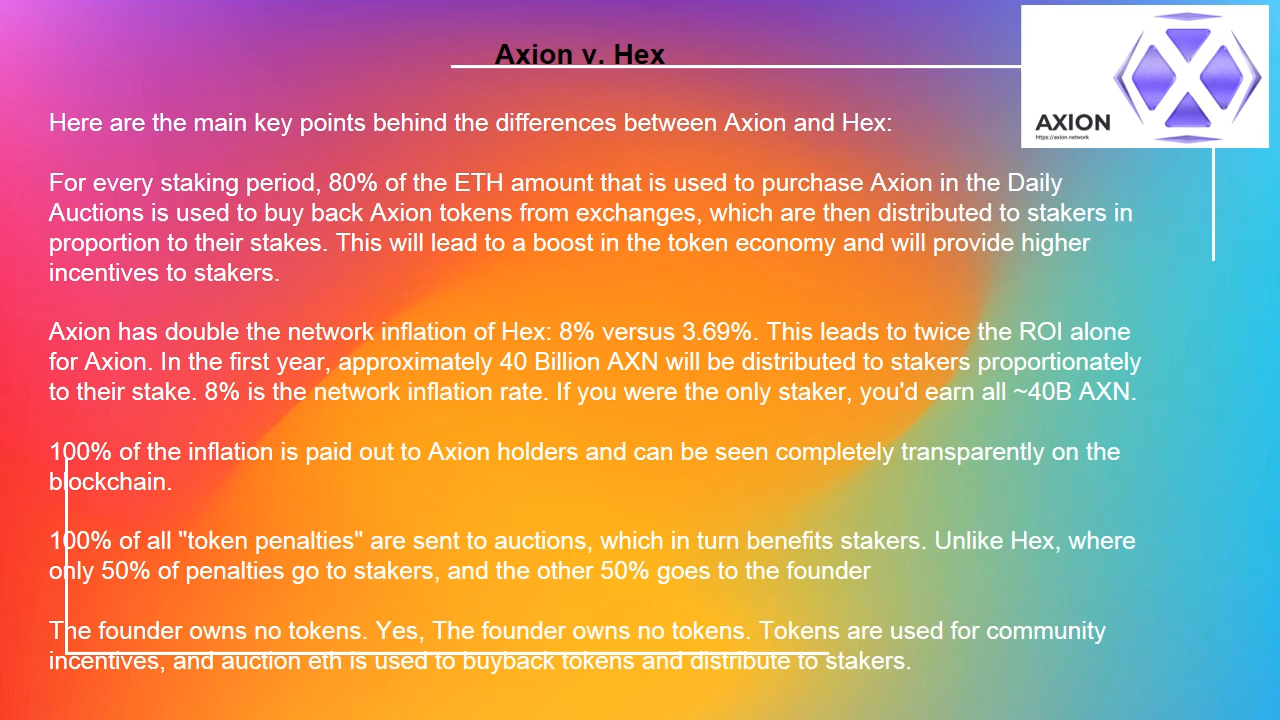 Axion v. Hex
AXION
https://axion.network
Here are the main key points behind the differences between Axion and Hex:
For every staking period, 80% of the ETH amount that is used to purchase Axion in the Daily
Auctions is used to buy back Axion tokens from exchanges, which are then distributed to stakers in
proportion to their stakes. This will lead to a boost in the token economy and will provide higher
incentives to stakers.
Axion has double the network inflation of Hex: 8% versus 3.69%. This leads to twice the ROI alone
for Axion. In the first year, approximately 40 Billion AXN will be distributed to stakers proportionately
to their stake. 8% is the network inflation rate. If you were the only staker, you'd earn all ~40B AXN.
100% of the inflation is paid out to Axion holders and can be seen completely transparently on the
blockchain.
100% of all "token penalties" are sent to auctions, which in turn benefits stakers. Unlike Hex, where
only 50% of penalties go to stakers, and the other 50% goes to the founder
The founder owns no tokens. Yes, The founder owns no tokens. Tokens are used for community
incentives, and auction eth is used to buyback tokens and distribute to stakers.